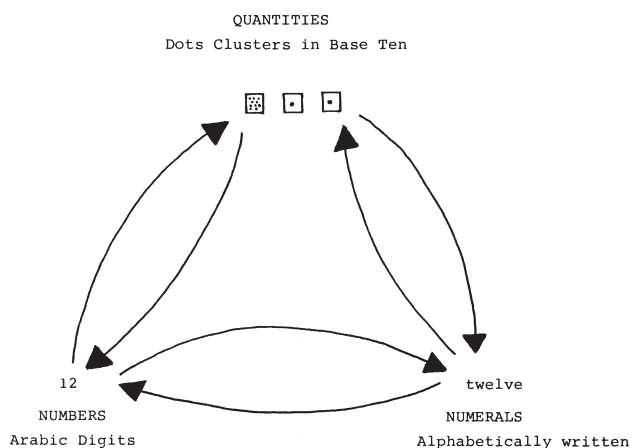 QUANTITIES
Dots Clusters in Base Ten
12
twelve
NUMBERS
NUMERALS
Arabic Digits
Alphabetically written